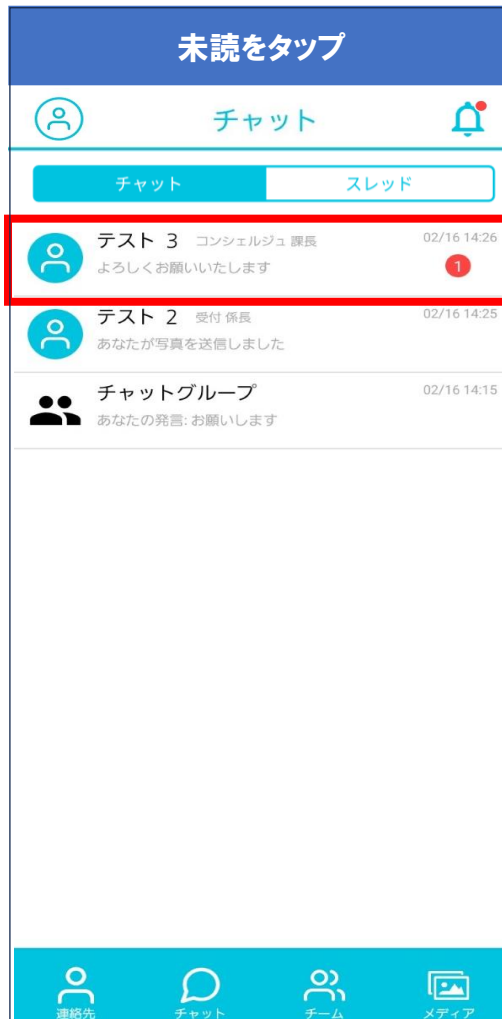 未読をタップ
チャット
チャット スレッド
テスト 3 コンシェルジュ 課長 02/16 14:26
よろしくお願いいたします 1
テスト 2 受付 係長 02/16 14:25
あなたが写真を送信しました
チャットグループ 02/16 14:15
あなたの発言: お願いします
連絡先 チャット チーム メディア